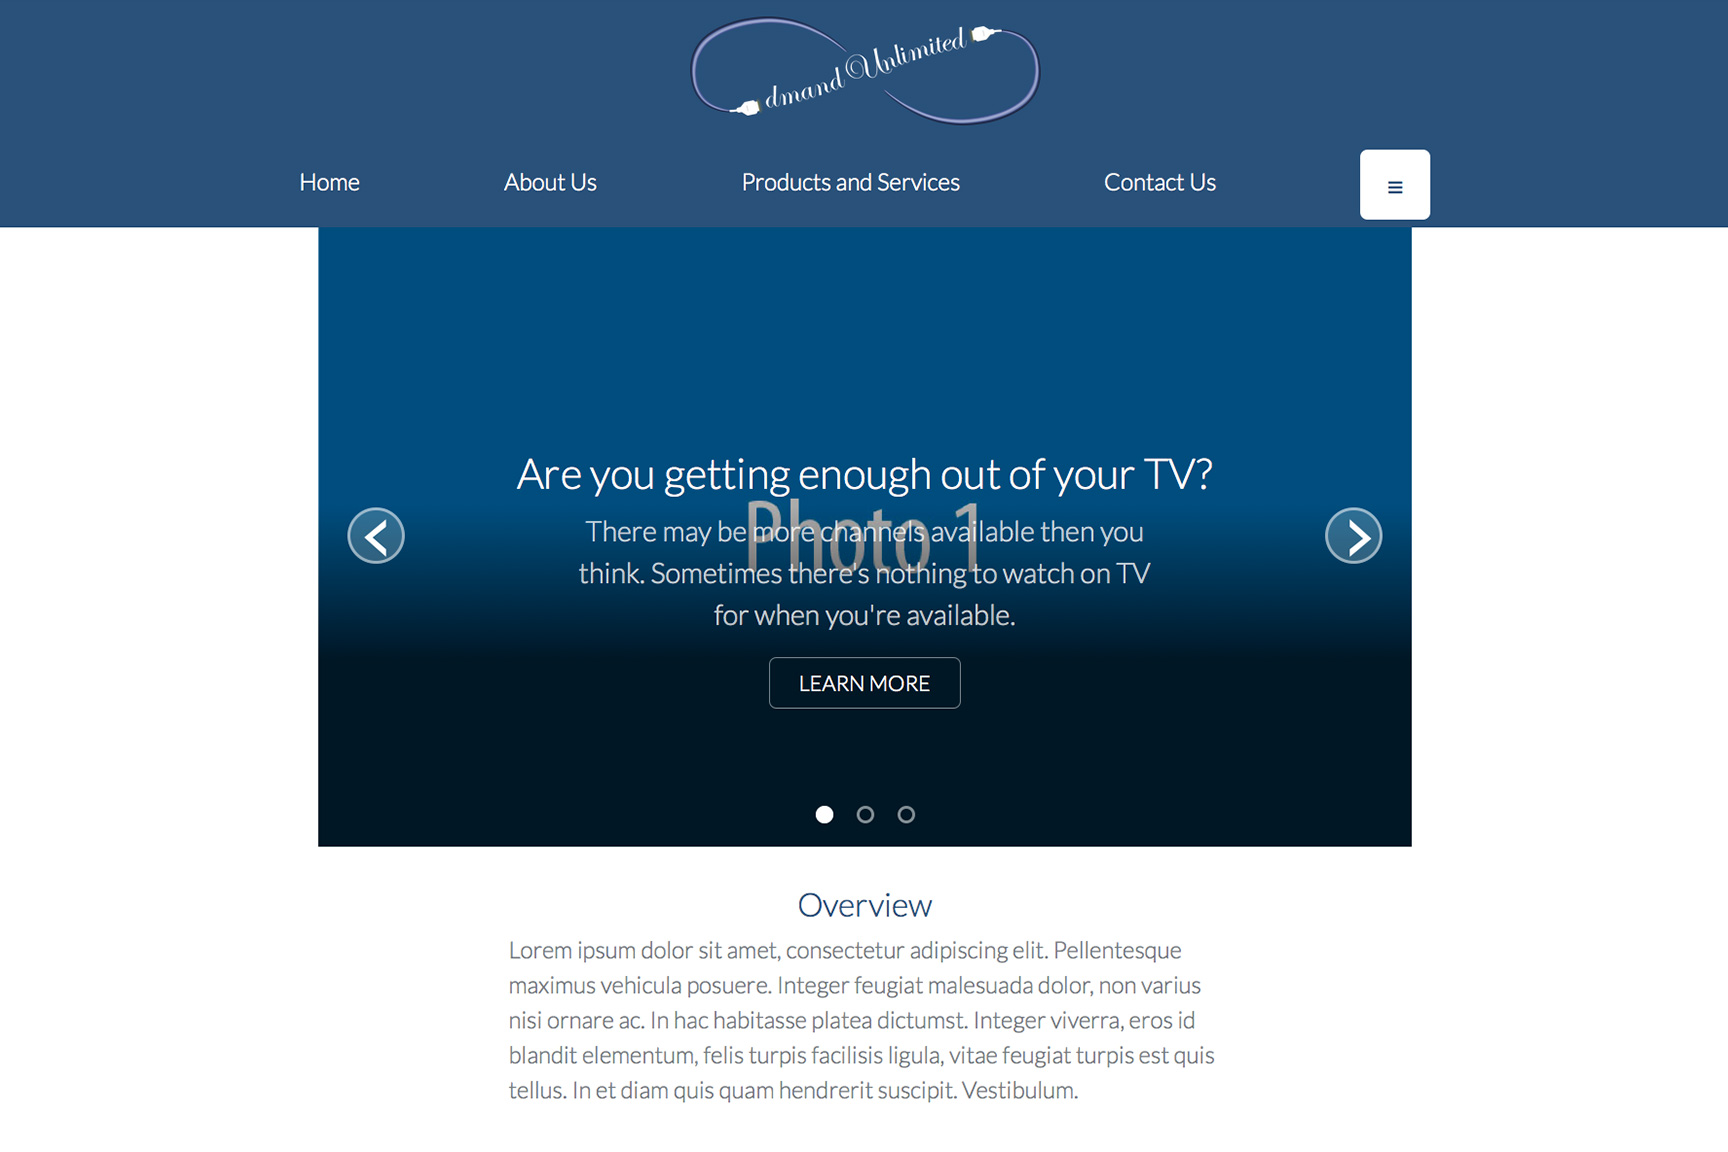 dmand Unlimited
Home About Us Products and Services Contact Us
Are you getting enough out of your TV?
Photo 1
There may be more channels available then you
think. Sometimes there's nothing to watch on TV
for when you're available.
LEARN MORE
Overview
Lorem ipsum dolor sit amet, consectetur adipiscing elit. Pellentesque
maximus vehicula posuere. Integer feugiat malesuada dolor, non varius
nisi ornare ac. In hac habitasse platea dictumst. Integer viverra, eros id
blandit elementum, felis turpis facilisis ligula, vitae feugiat turpis est quis
tellus. In et diam quis quam hendrerit suscipit. Vestibulum.